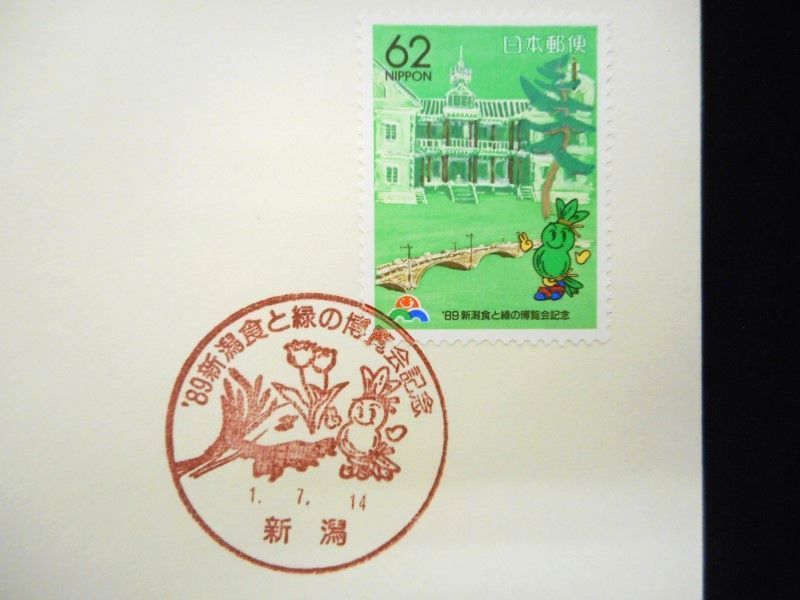 62
NIPPON
日本郵便
'89新潟食と緑の博覧会記念
'89新潟食と緑の博覧会記念
1. 7. 14
新潟